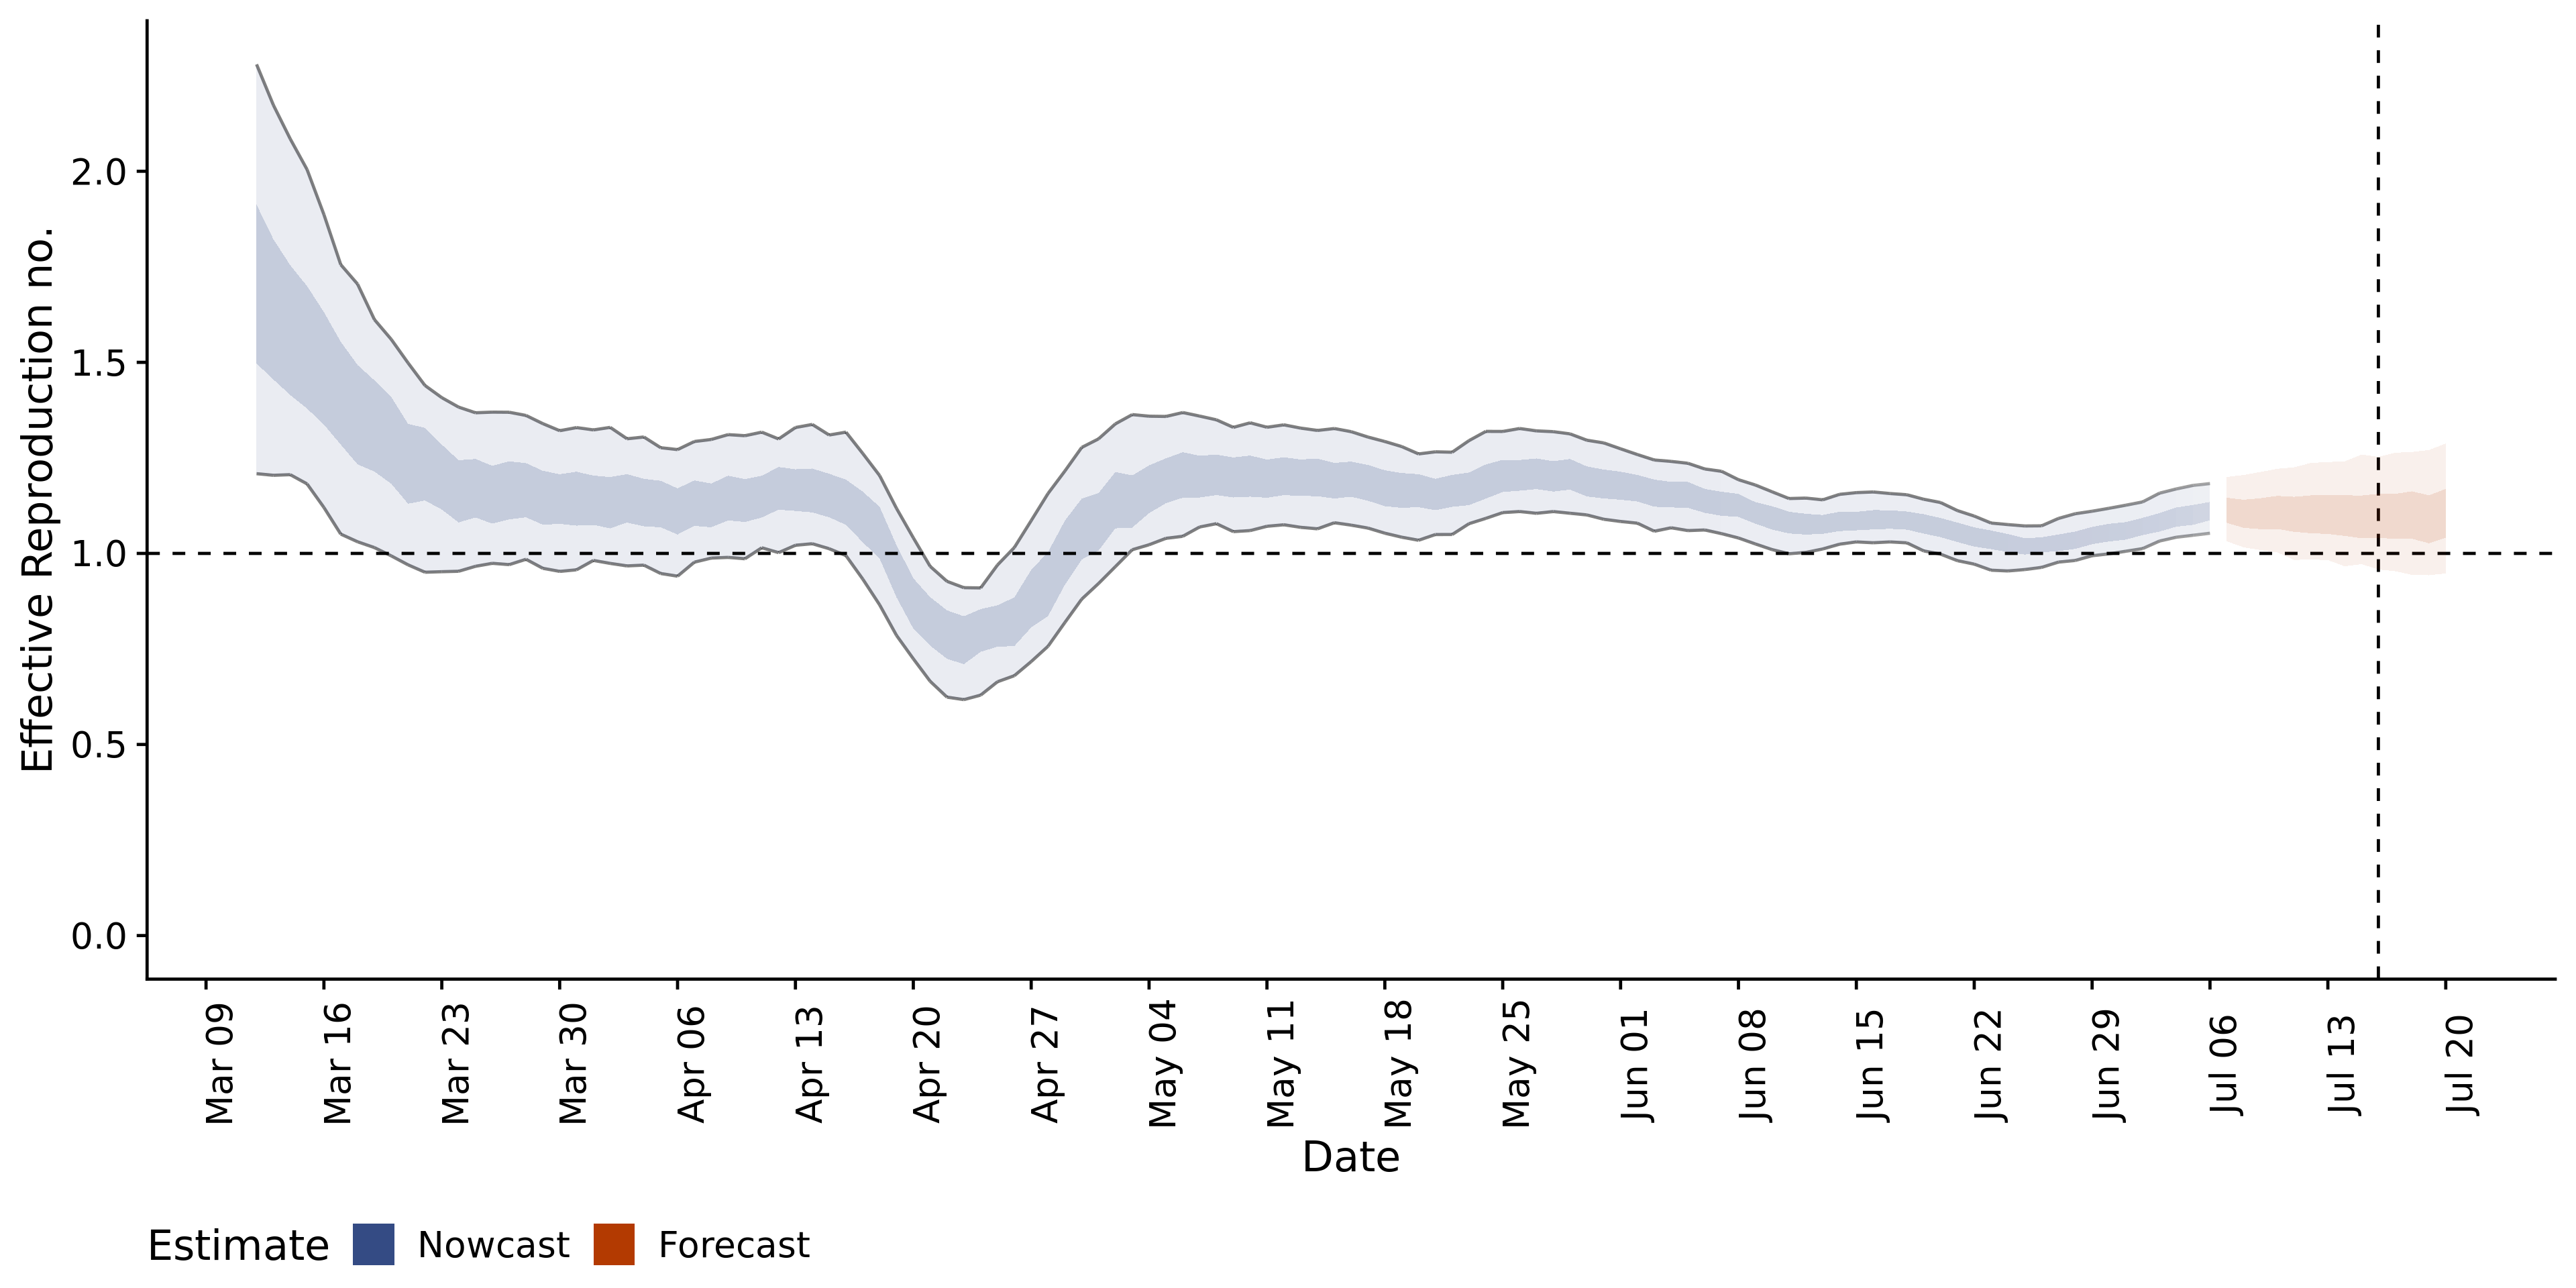 Effective Reproduction no.
2.0
1.5
1.0
0.5
0.0
Mar 09
Mar 16
Mar 23
Mar 30
Apr 06
Apr 13
Apr 20
Apr 27
May 04
May 11
May 18
May 25
Jun 01
Jun 08
Jun 15
Jun 22
Jun 29
Jul 06
Jul 13
Jul 20
Date
Estimate Nowcast Forecast